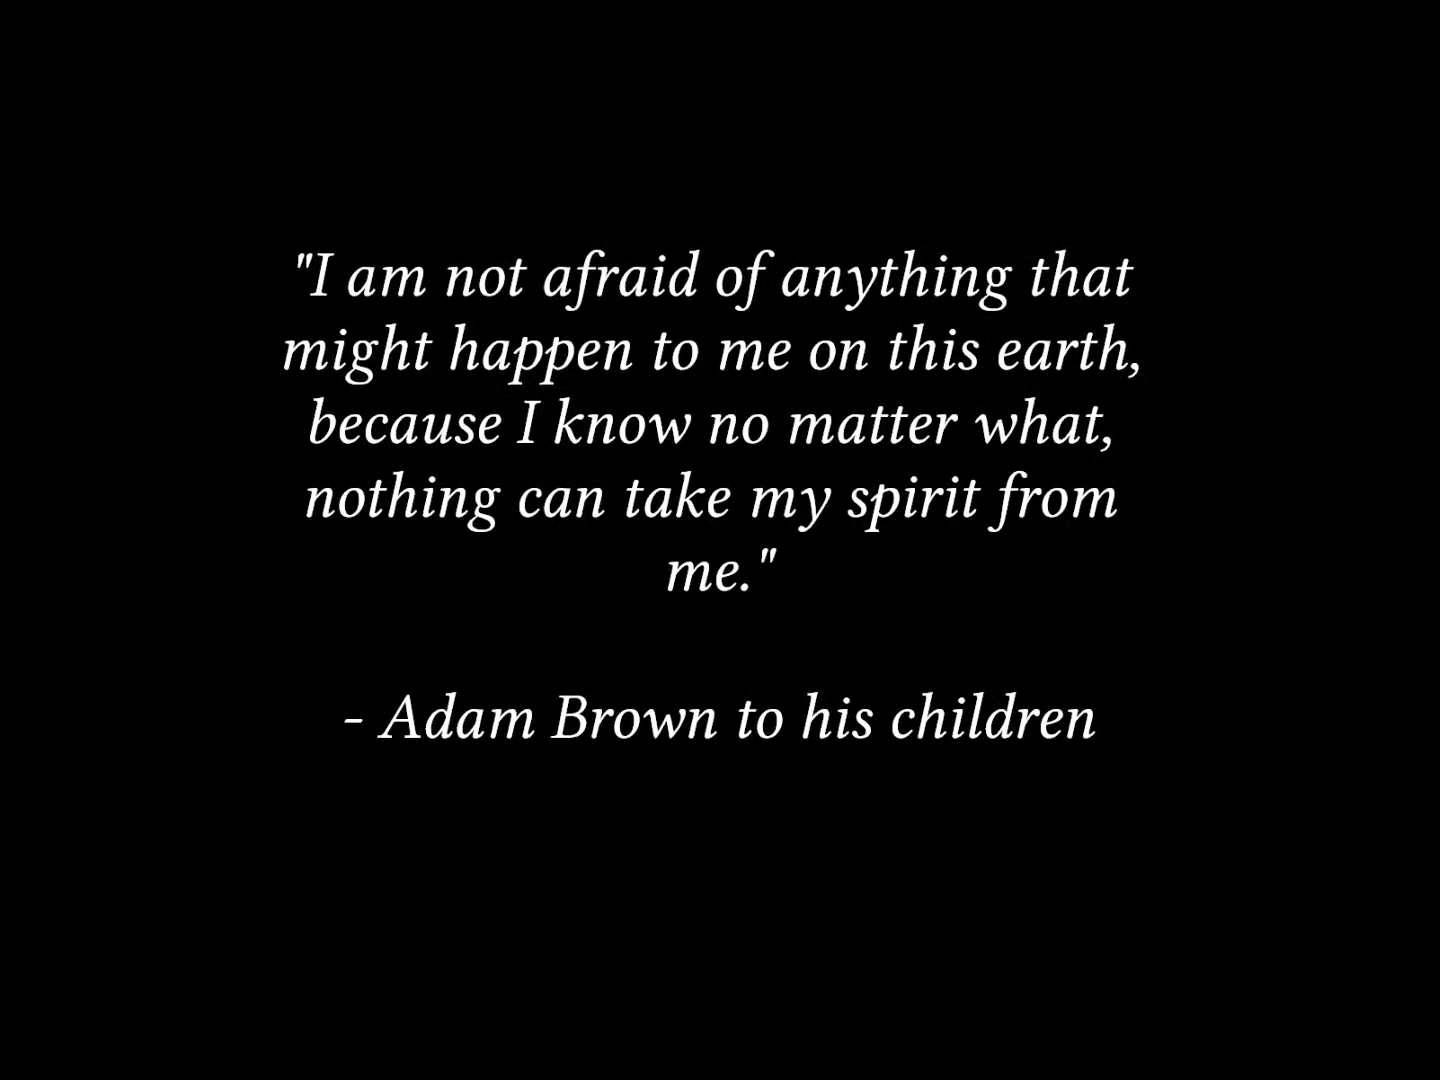 "I am not afraid of anything that
might happen to me on this earth,
because I know no matter what,
nothing can take my spirit from
me."
- Adam Brown to his children